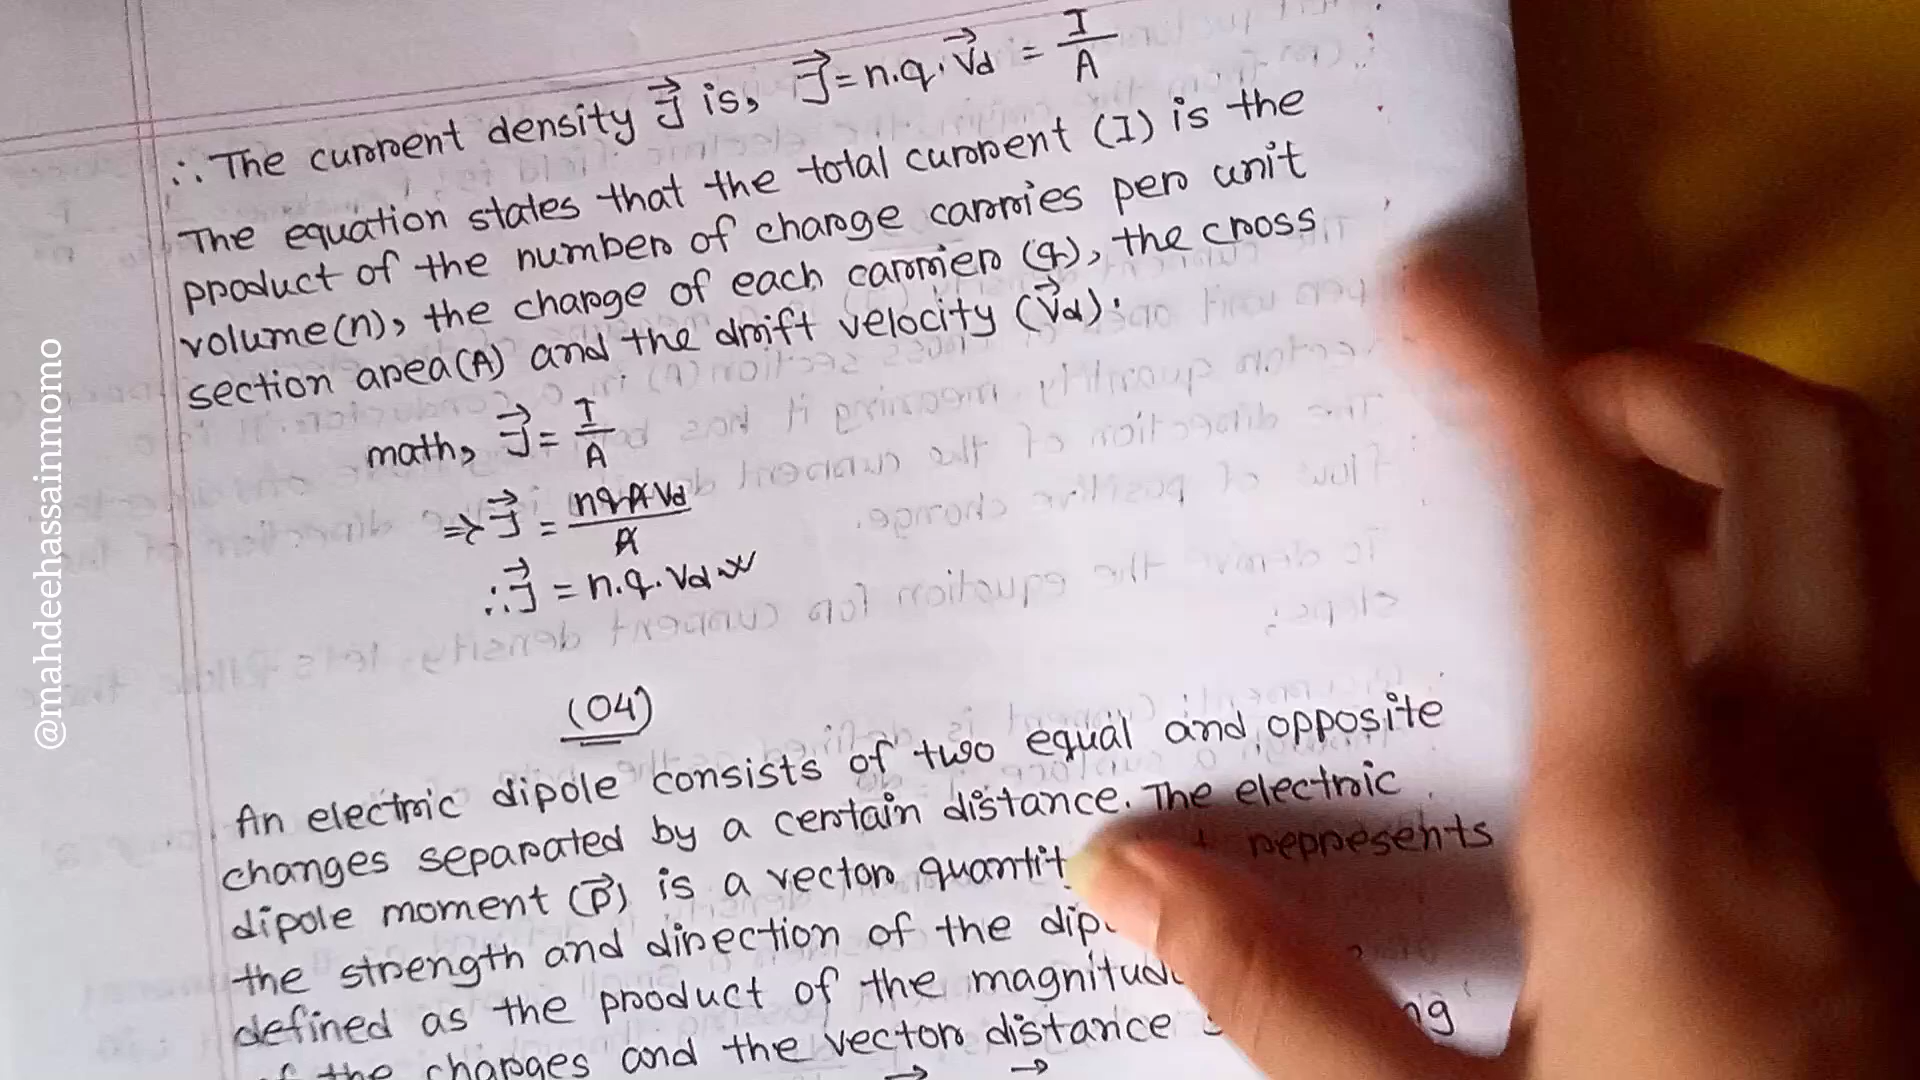 ∴ The current density J⃗ is, J⃗ = n.q.V⃗d = I/A
The equation states that the total current (I) is the
product of the number of charge carries per unit
volume(n), the charge of each carrier (q), the cross
section area(A) and the drift velocity (V⃗d).
math, J⃗ = I/A
⇒ J⃗ = nqAVd/A
∴ J⃗ = n.q.Vd
(04)
An electric dipole consists of two equal and opposite
charges separated by a certain distance. The electric
dipole moment (P⃗) is a vector represents
the strength and direction of the
defined as the product of the
of the charges and the vector distance
@mahdeehassainmomo